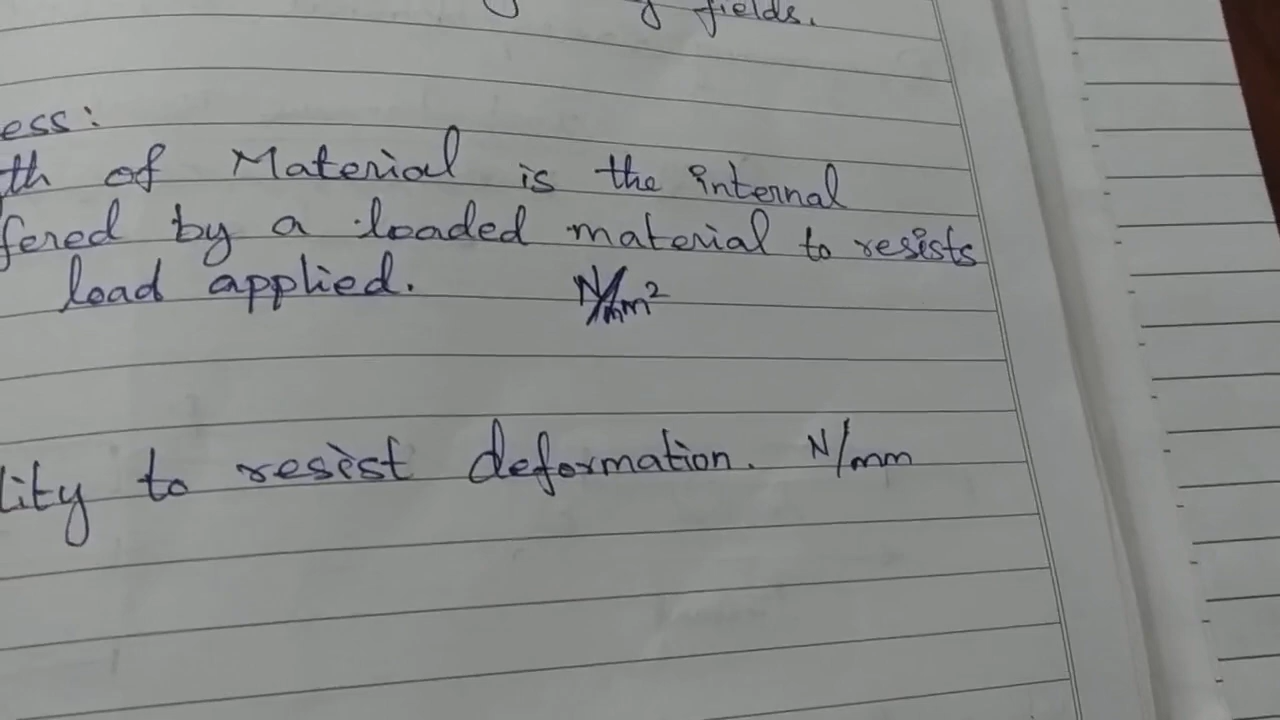 fields.
ess:
th of Material is the internal
fered by a loaded material to resists
load applied. N/mm²
lity to resist deformation. N/mm